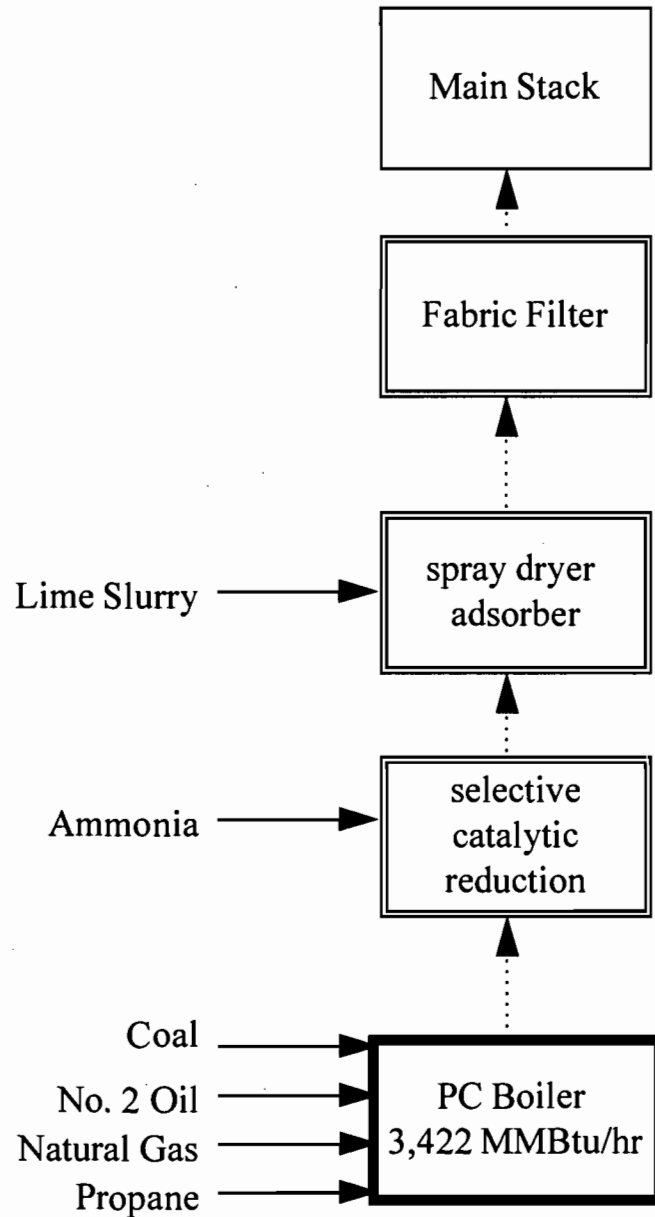 Main Stack
Fabric Filter
Lime Slurry
spray dryer
adsorber
Ammonia
selective
catalytic
reduction
Coal
No. 2 Oil
Natural Gas
Propane
PC Boiler
3,422 MMBtu/hr